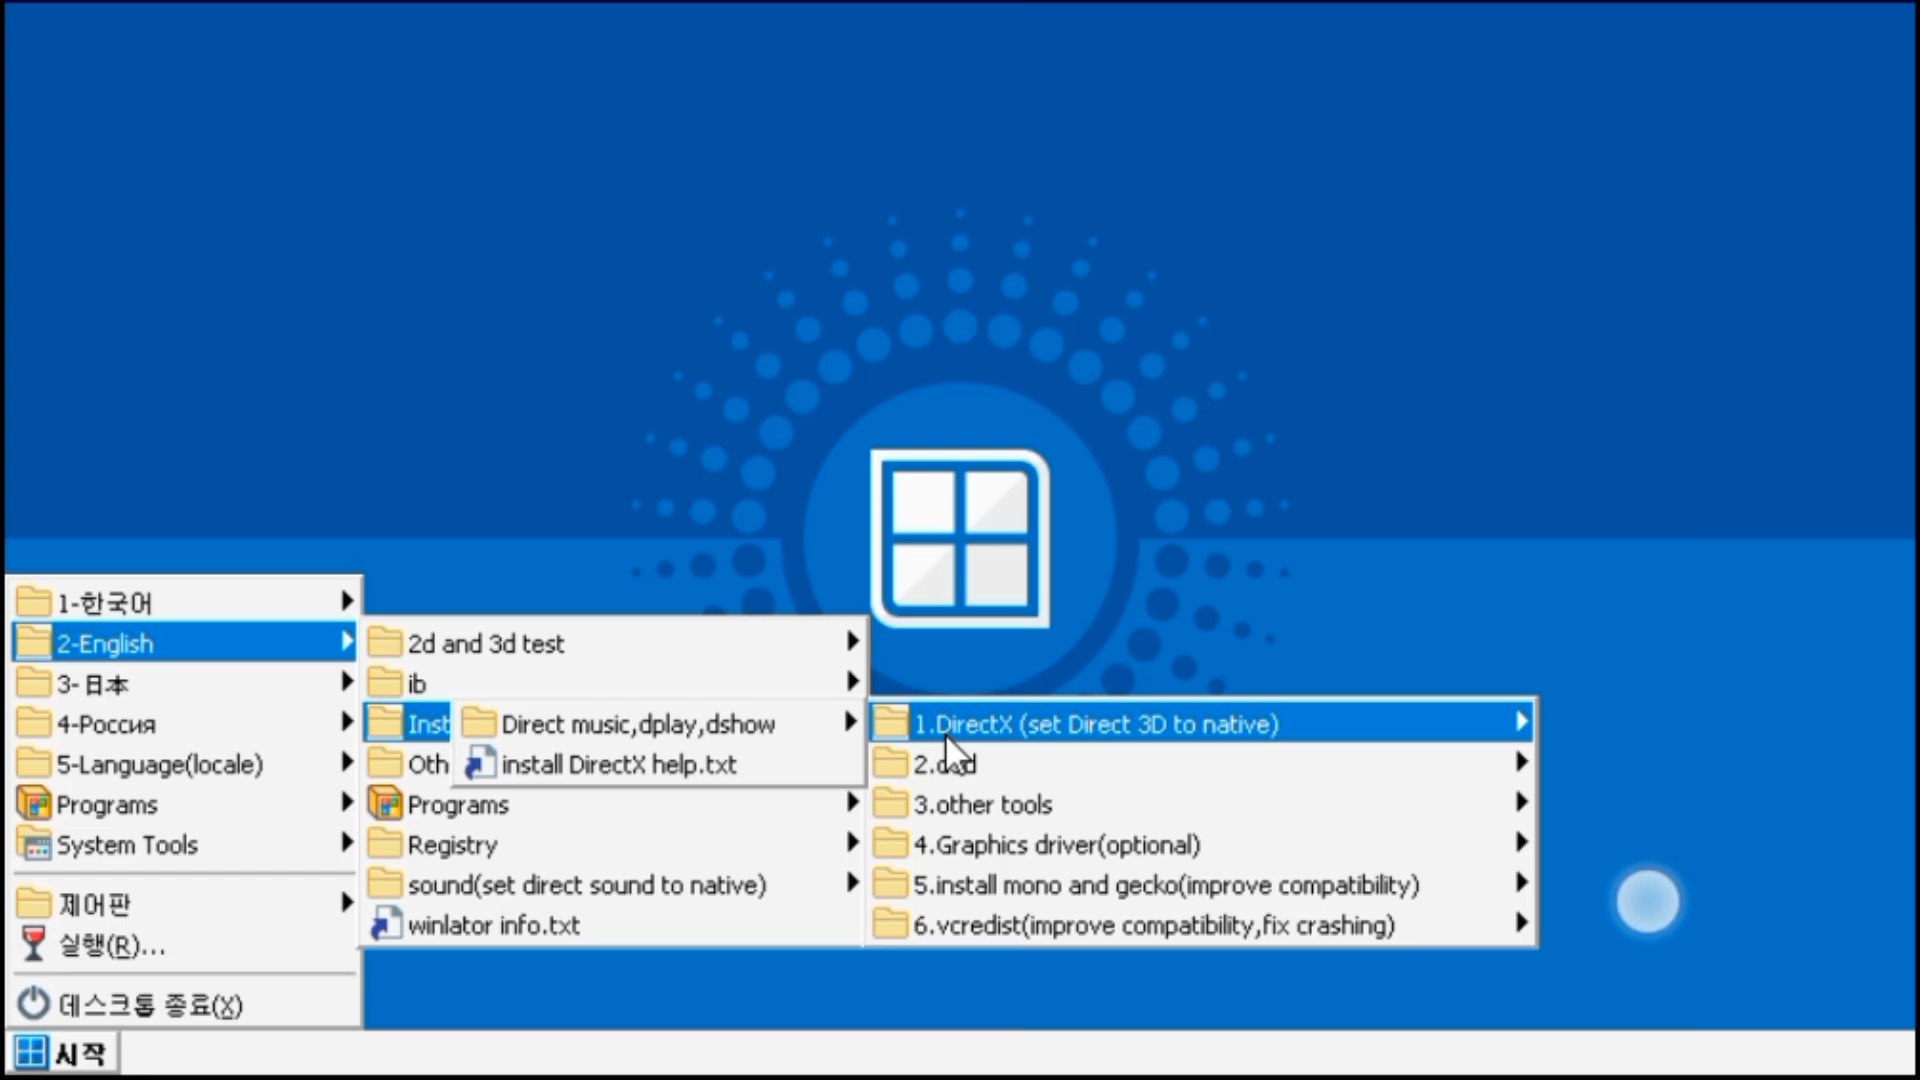 1-한국어
2-English
3-日本
4-Россия
5-Language(locale)
Programs
System Tools
제어판
실행(R)...
데스크톱 종료(X)
시작
2d and 3d test
ib
Inst
Oth
Programs
Registry
sound(set direct sound to native)
winlator info.txt
Direct music,dplay,dshow
install DirectX help.txt
1.DirectX (set Direct 3D to native)
3.other tools
4.Graphics driver(optional)
5.install mono and gecko(improve compatibility)
6.vcredist(improve compatibility,fix crashing)